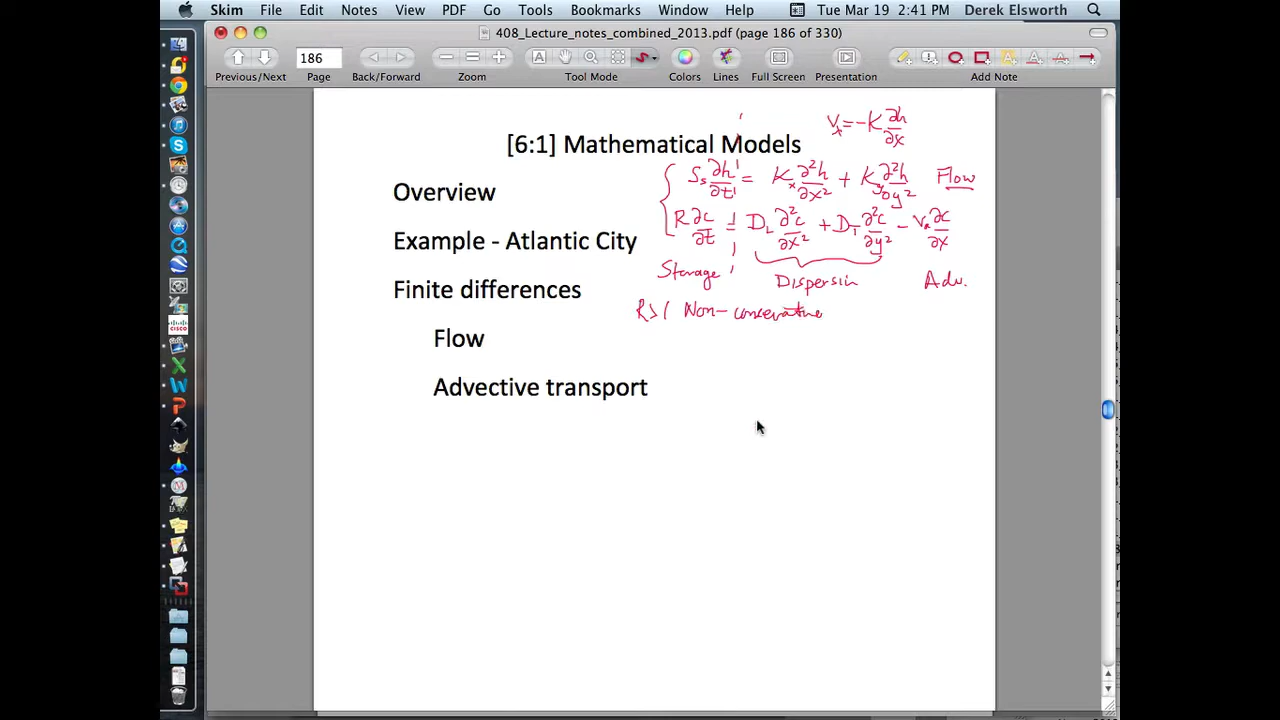 Skim File Edit Notes View PDF Go Tools Bookmarks Window Help Tue Mar 19 2:41 PM Derek Elsworth
408_Lecture_notes_combined_2013.pdf (page 186 of 330)
186
Previous/Next Page Back/Forward Zoom Tool Mode Colors Lines Full Screen Presentation Add Note
[6:1] Mathematical Models
Vx = -K ∂h/∂x
Overview
Ss ∂h/∂t = Kx ∂²h/∂x² + Ky ∂²h/∂y² Flow
R ∂c/∂t = DL ∂²c/∂x² + DT ∂²c/∂y² - Vx ∂c/∂x
Example - Atlantic City
Storage Dispersin Adv.
Finite differences
Non-conservative
Flow
Advective transport
CISCO